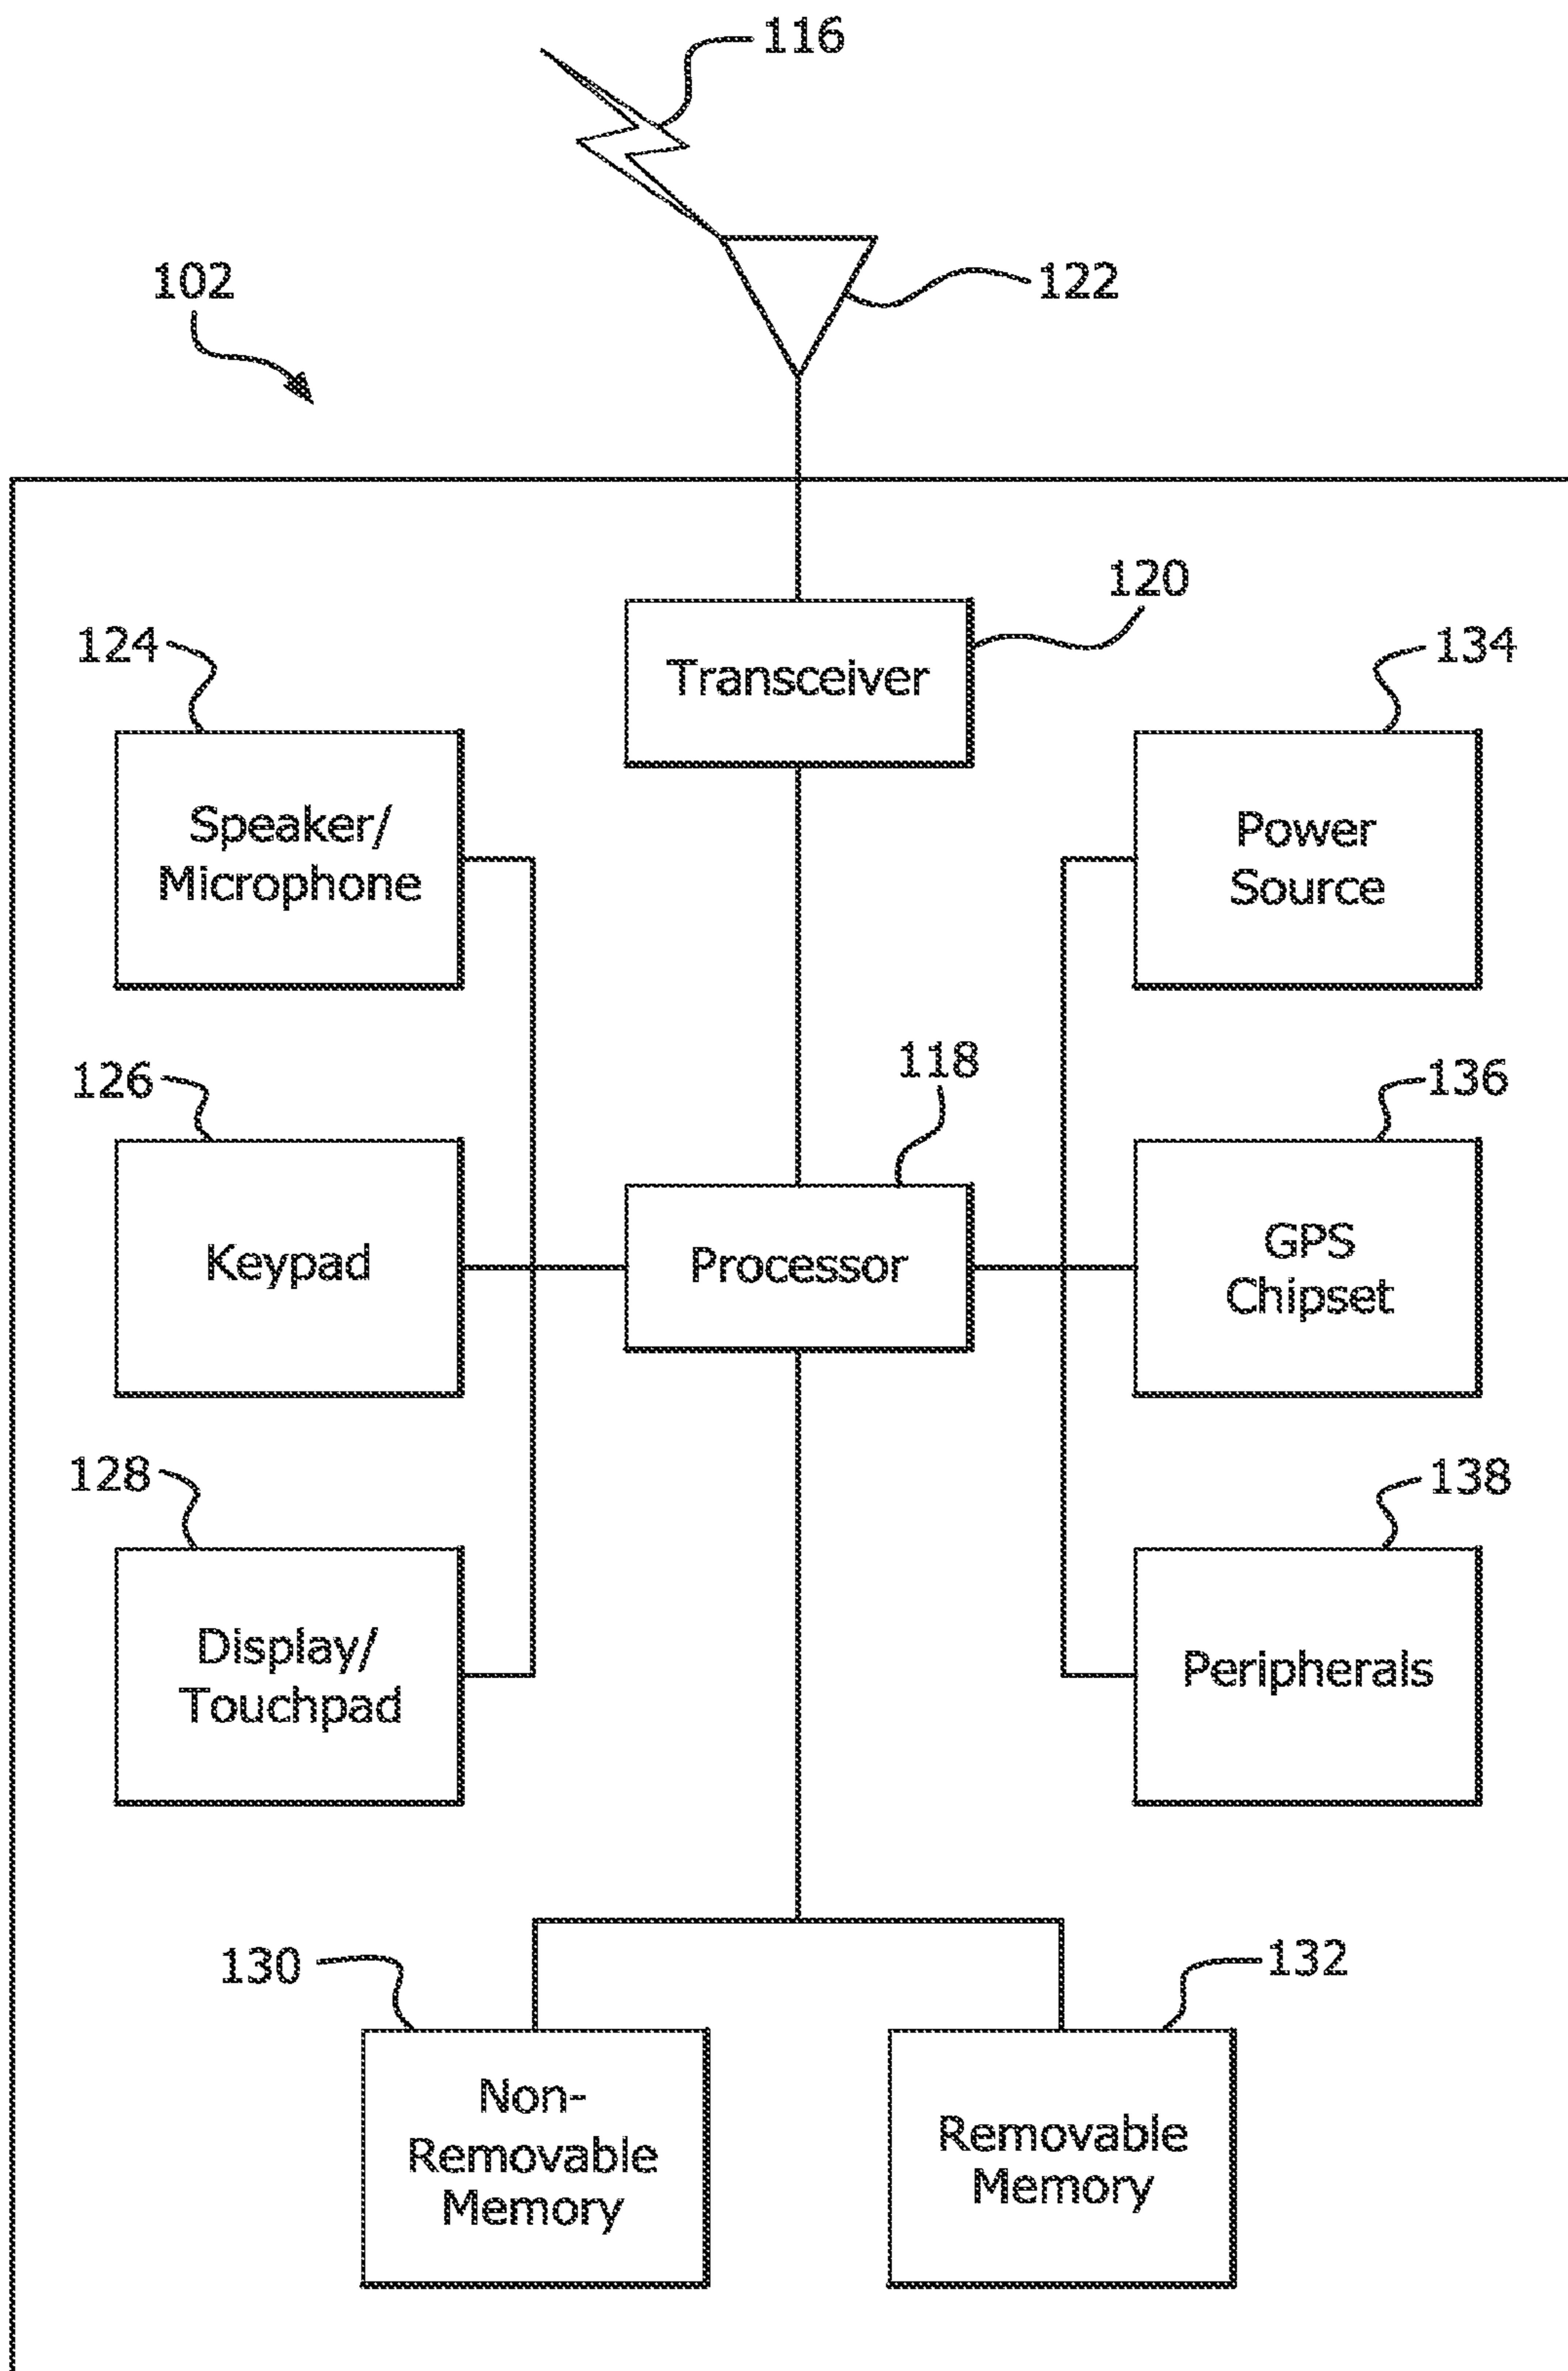 116
122
102
120
Transceiver
124
Speaker/
Microphone
134
Power
Source
126
Keypad
118
Processor
136
GPS
Chipset
128
Display/
Touchpad
138
Peripherals
130
Non-
Removable
Memory
132
Removable
Memory